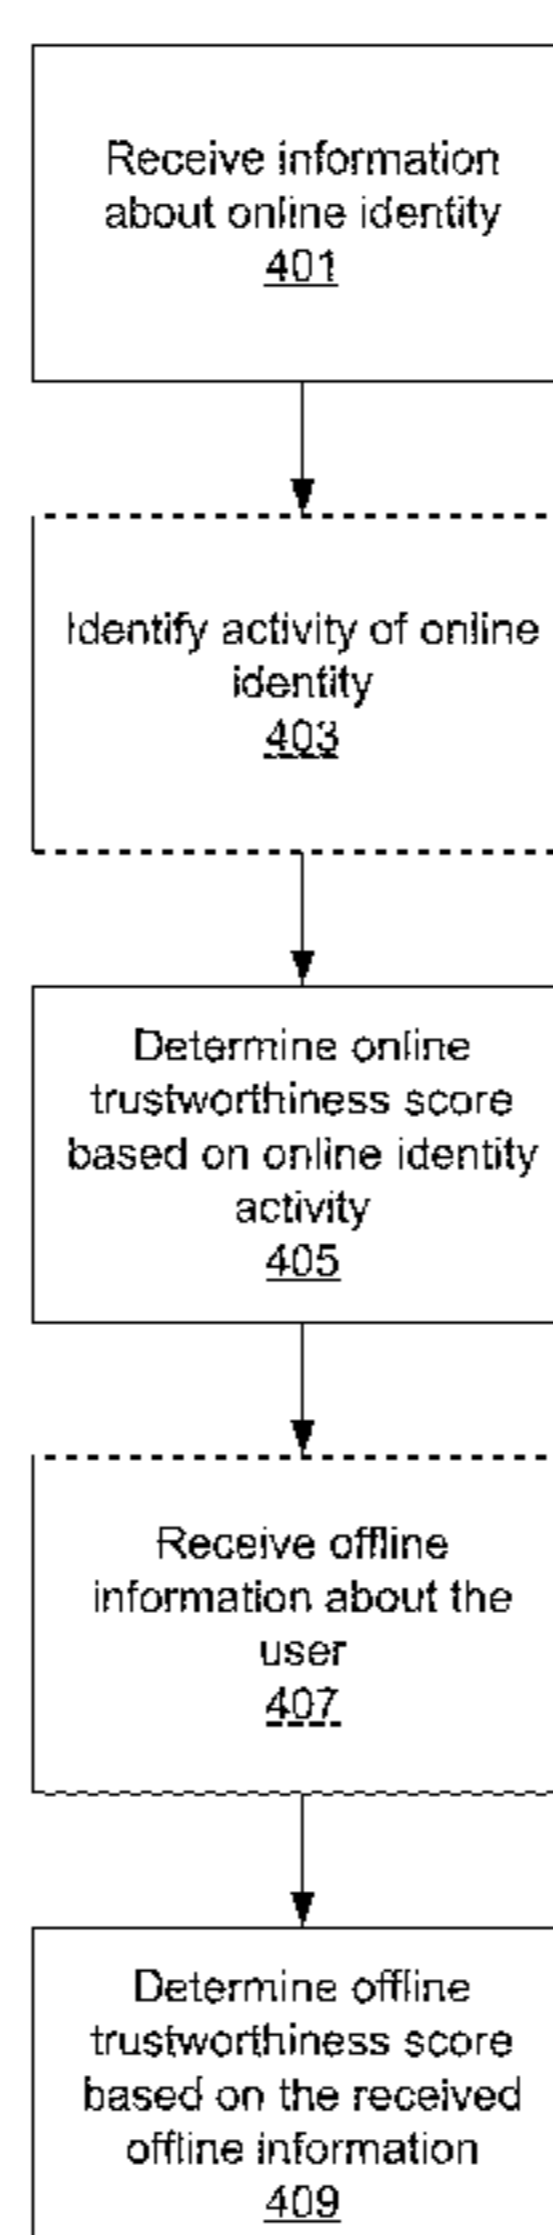 Receive information
about online identity
401
Identify activity of online
identity
403
Determine online
trustworthiness score
based on online identity
activity
405
Receive offline
information about the
user
407
Determine offline
trustworthiness score
based on the received
offline information
409